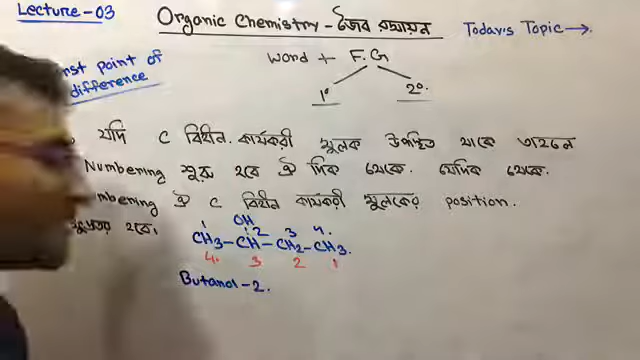 Lecture-03
Organic Chemistry - জৈব রসায়ন
Today's Topic →
First point of
difference
word + F.G
1° 2°
যদি C বিহীন কার্যকরী মূলক উপস্থিত থাকে তাহলে
Numbering শুরু হবে ঐ দিক থেকে. যেদিক থেকে.
numbering ঐ C বিহীন কার্যকরী মূলকের position.
হবে।
OH
1 2 3 4.
CH3-CH-CH2-CH3.
4. 3 2 1
Butanol-2.